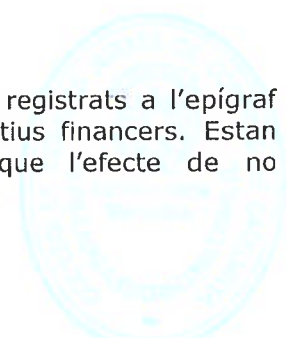 registrats a l'epígraf
tius financers. Estan
que l'efecte de no